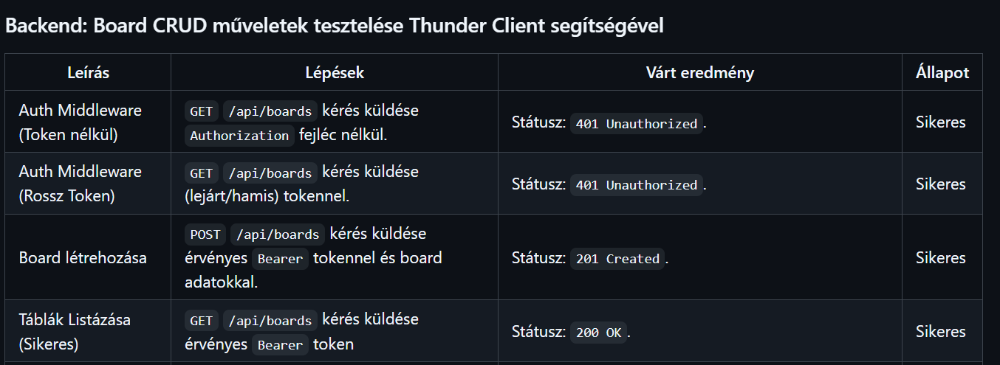 Backend: Board CRUD műveletek tesztelése Thunder Client segítségével
Leírás Lépések Várt eredmény Állapot
Auth Middleware
(Token nélkül)
GET /api/boards kérés küldése
Authorization fejléc nélkül.
Státusz: 401 Unauthorized.
Sikeres
Auth Middleware
(Rossz Token)
GET /api/boards kérés küldése
(lejárt/hamis) tokennel.
Státusz: 401 Unauthorized.
Sikeres
Board létrehozása
POST /api/boards kérés küldése
érvényes Bearer tokennel és board
adatokkal.
Státusz: 201 Created.
Sikeres
Táblák Listázása
(Sikeres)
GET /api/boards kérés küldése
érvényes Bearer token
Státusz: 200 OK.
Sikeres